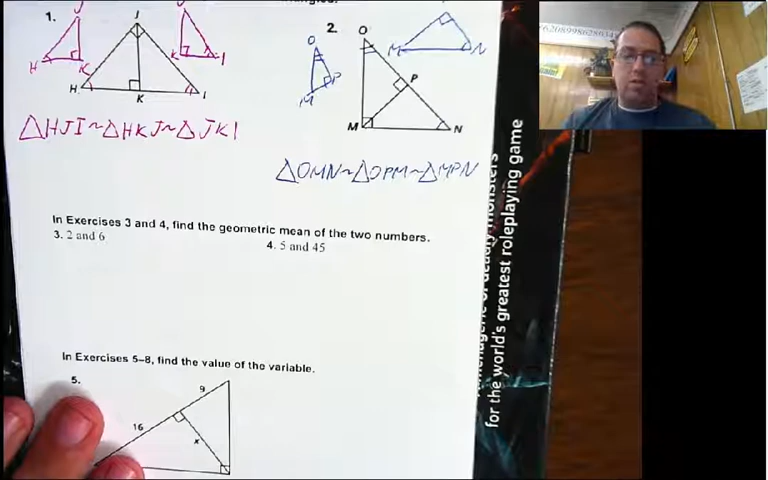 1.
J
H
K
K
I
J
H
K
I
△HJI~△HKJ~△JKI
2.
O
M
P
O
P
M
N
M
N
△OMN~△OPM~△MPN
In Exercises 3 and 4, find the geometric mean of the two numbers.
3. 2 and 6
4. 5 and 45
In Exercises 5–8, find the value of the variable.
5.
9
16
x
for the world's greatest roleplaying game